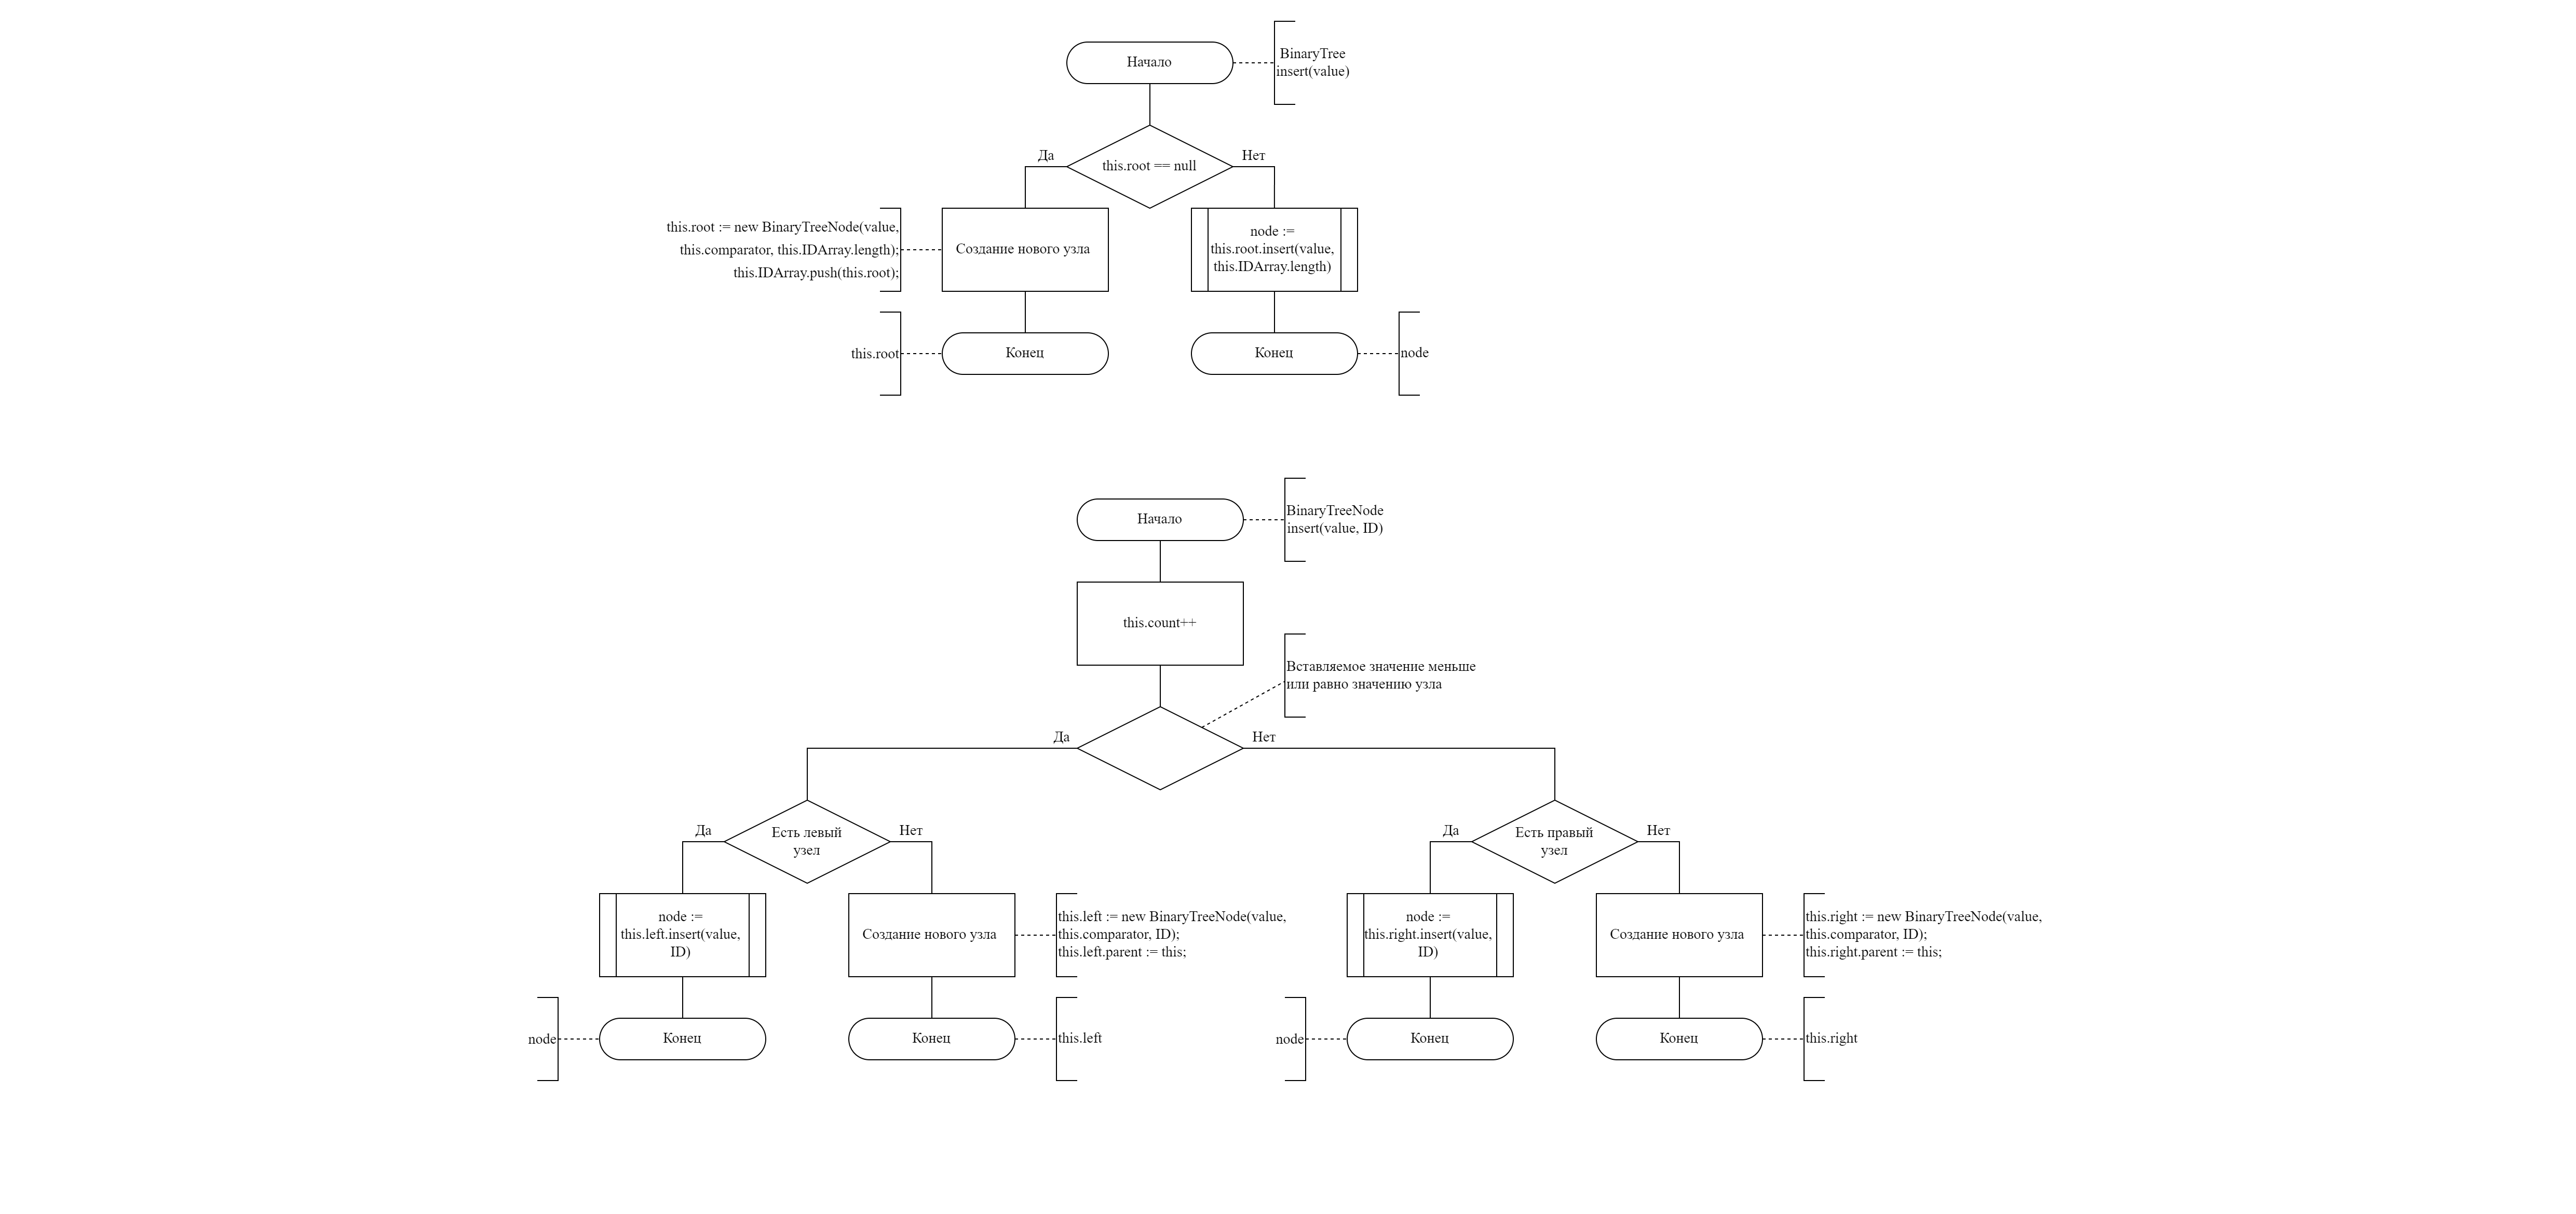 Начало
BinaryTree
insert(value)
Да
this.root == null
Нет
this.root := new BinaryTreeNode(value,
this.comparator, this.IDArray.length);
this.IDArray.push(this.root);
Создание нового узла
node :=
this.root.insert(value,
this.IDArray.length)
this.root
Конец
Конец
node
Начало
BinaryTreeNode
insert(value, ID)
this.count++
Вставляемое значение меньше
или равно значению узла
Да
Нет
Да
Есть левый
узел
Нет
Да
Есть правый
узел
Нет
node :=
this.left.insert(value,
ID)
Создание нового узла
this.left := new BinaryTreeNode(value,
this.comparator, ID);
this.left.parent := this;
node :=
this.right.insert(value,
ID)
Создание нового узла
this.right := new BinaryTreeNode(value,
this.comparator, ID);
this.right.parent := this;
node
Конец
Конец
this.left
node
Конец
Конец
this.right